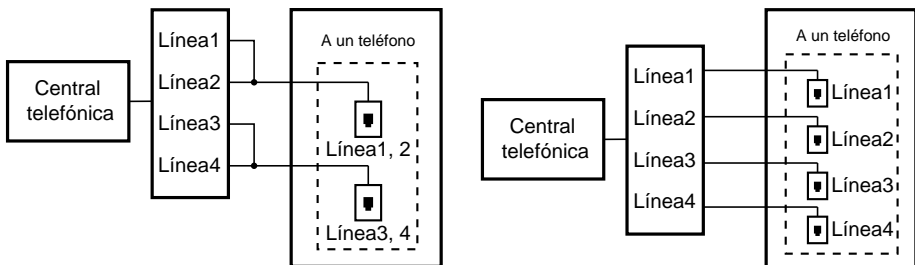 Central
telefónica
Línea1
Línea2
Línea3
Línea4
A un teléfono
Línea1, 2
Línea3, 4
Central
telefónica
Línea1
Línea2
Línea3
Línea4
A un teléfono
Línea1
Línea2
Línea3
Línea4